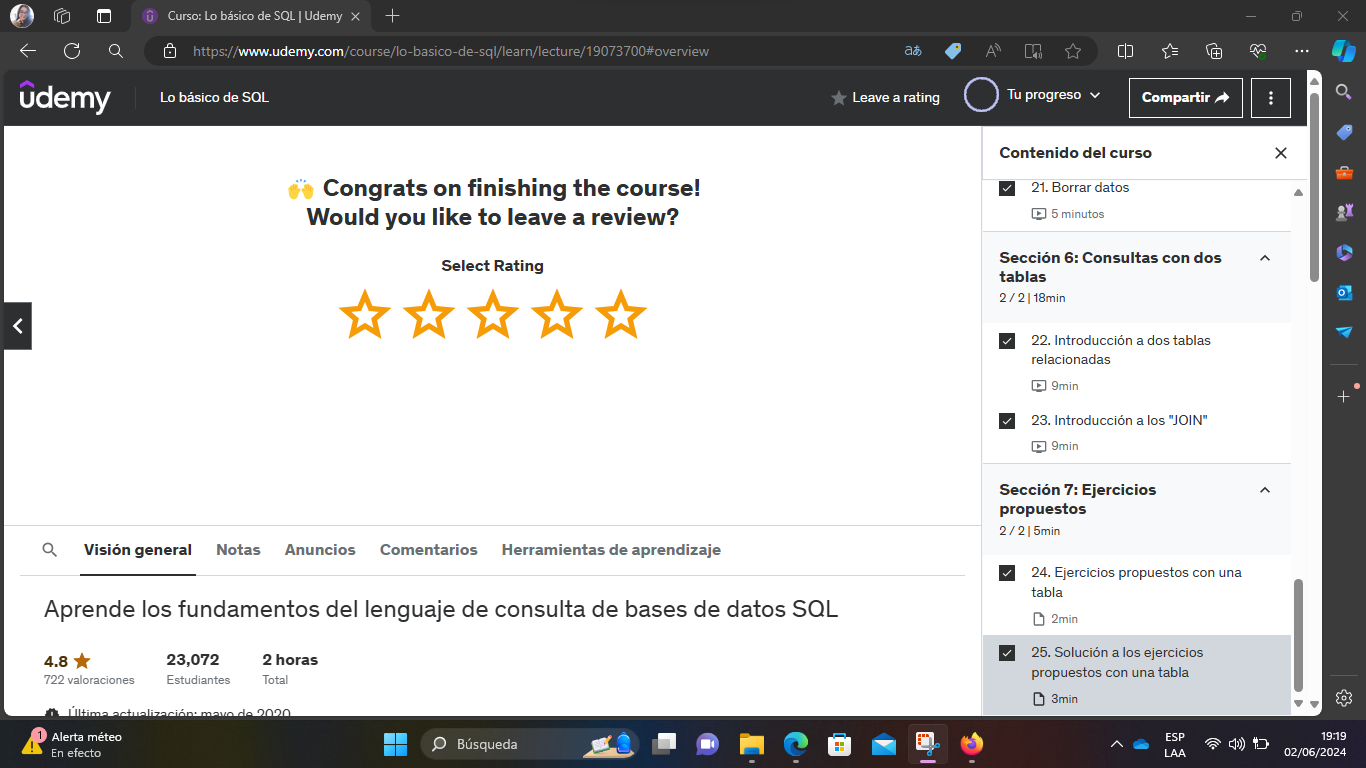 Curso: Lo básico de SQL | Udemy
https://www.udemy.com/course/lo-basico-de-sql/learn/lecture/19073700#overview
udemy
Lo básico de SQL
Leave a rating
Tu progreso
Compartir
🙌 Congrats on finishing the course!
Would you like to leave a review?
Select Rating
Visión general
Notas
Anuncios
Comentarios
Herramientas de aprendizaje
Aprende los fundamentos del lenguaje de consulta de bases de datos SQL
4.8
722 valoraciones
23,072
Estudiantes
2 horas
Total
Última actualización: mayo de 2020
Contenido del curso
21. Borrar datos
5 minutos
Sección 6: Consultas con dos
tablas
2 / 2 | 18min
22. Introducción a dos tablas
relacionadas
9min
23. Introducción a los "JOIN"
9min
Sección 7: Ejercicios
propuestos
2 / 2 | 5min
24. Ejercicios propuestos con una
tabla
2min
25. Solución a los ejercicios
propuestos con una tabla
3min
1
Alerta méteo
En efecto
Búsqueda
ESP
LAA
19:19
02/06/2024